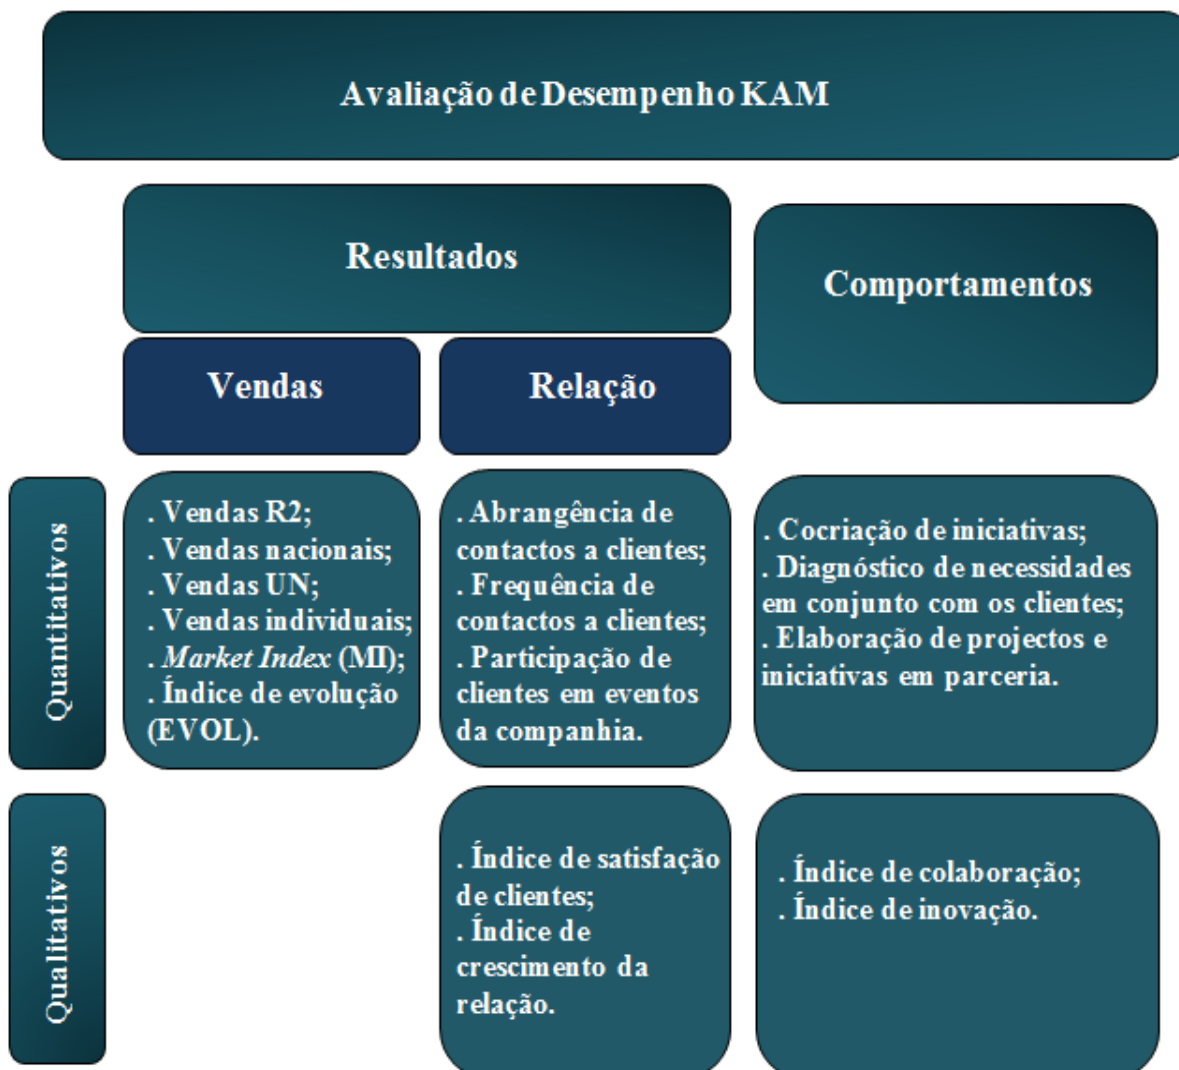 Avaliação de Desempenho KAM
Resultados
Comportamentos
Vendas
Relação
Quantitativos
. Vendas R2;
. Vendas nacionais;
. Vendas UN;
. Vendas individuais;
. Market Index (MI);
. Índice de evolução
(EVOL).
. Abrangência de
contactos a clientes;
. Frequência de
contactos a clientes;
. Participação de
clientes em eventos
da companhia.
. Cocriação de iniciativas;
. Diagnóstico de necessidades
em conjunto com os clientes;
. Elaboração de projectos e
iniciativas em parceria.
Qualitativos
. Índice de satisfação
de clientes;
. Índice de
crescimento da
relação.
. Índice de colaboração;
. Índice de inovação.